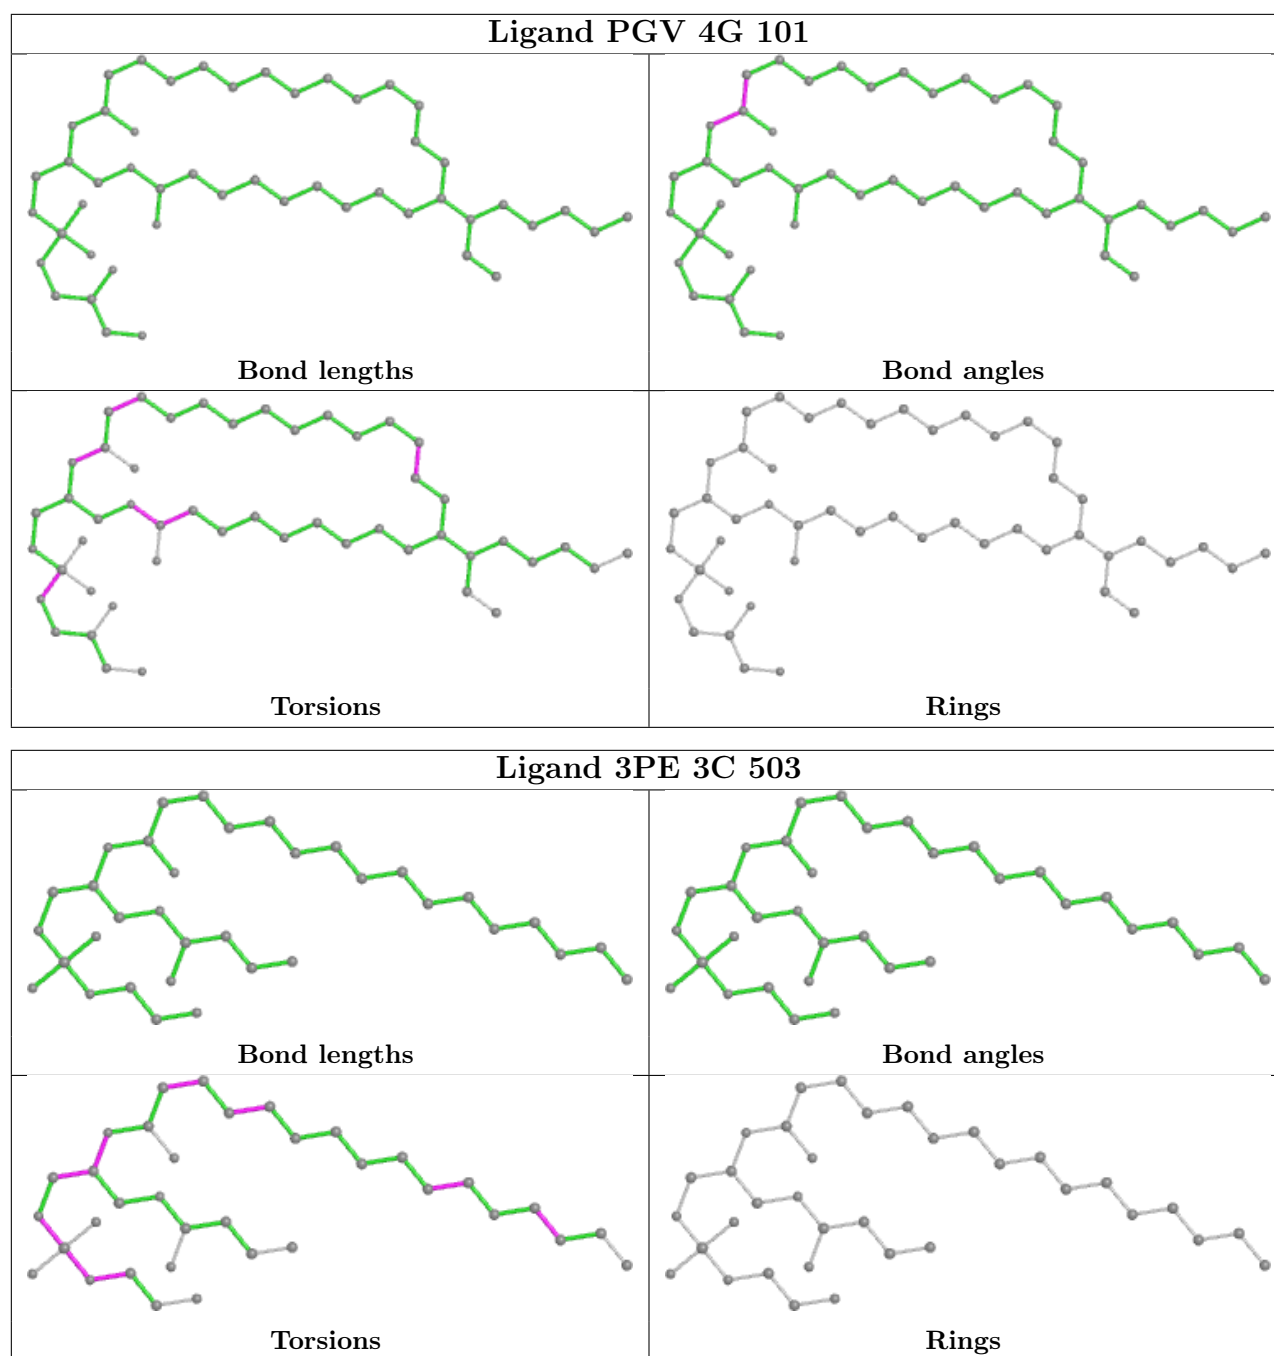 Ligand PGV 4G 101
Bond lengths
Bond angles
Torsions
Rings
Ligand 3PE 3C 503
Bond lengths
Bond angles
Torsions
Rings